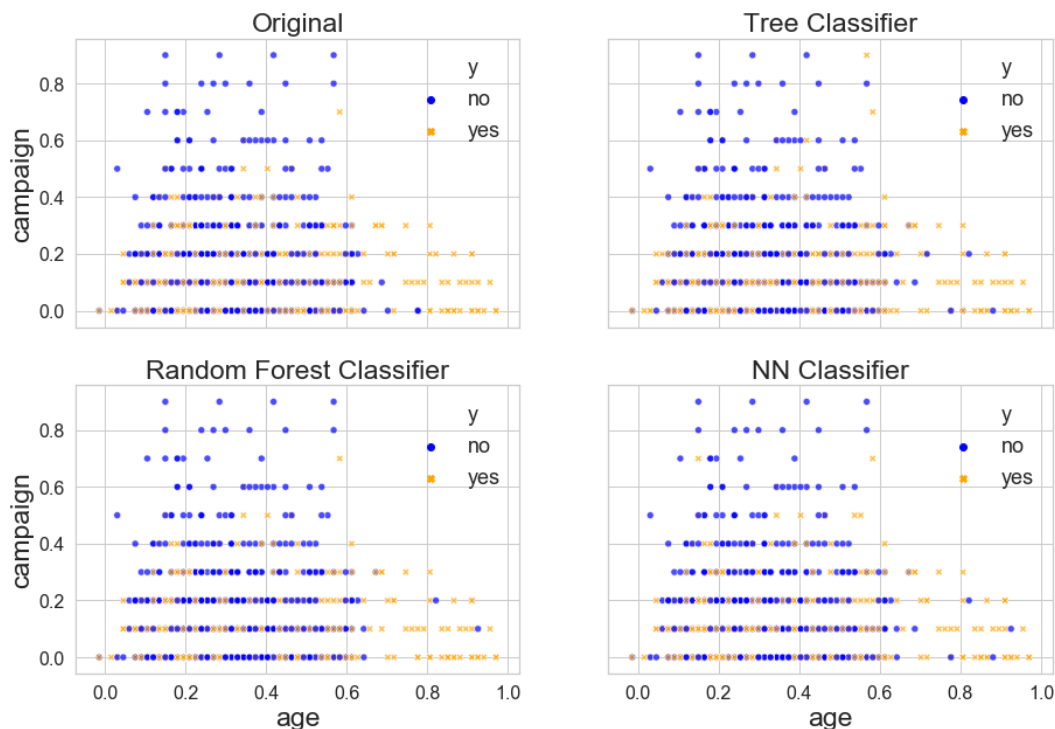 Original
Tree Classifier
campaign
0.8
0.6
0.4
0.2
0.0
y
no
yes
y
no
yes
Random Forest Classifier
NN Classifier
campaign
0.8
0.6
0.4
0.2
0.0
y
no
yes
y
no
yes
0.0 0.2 0.4 0.6 0.8 1.0
0.0 0.2 0.4 0.6 0.8 1.0
age
age